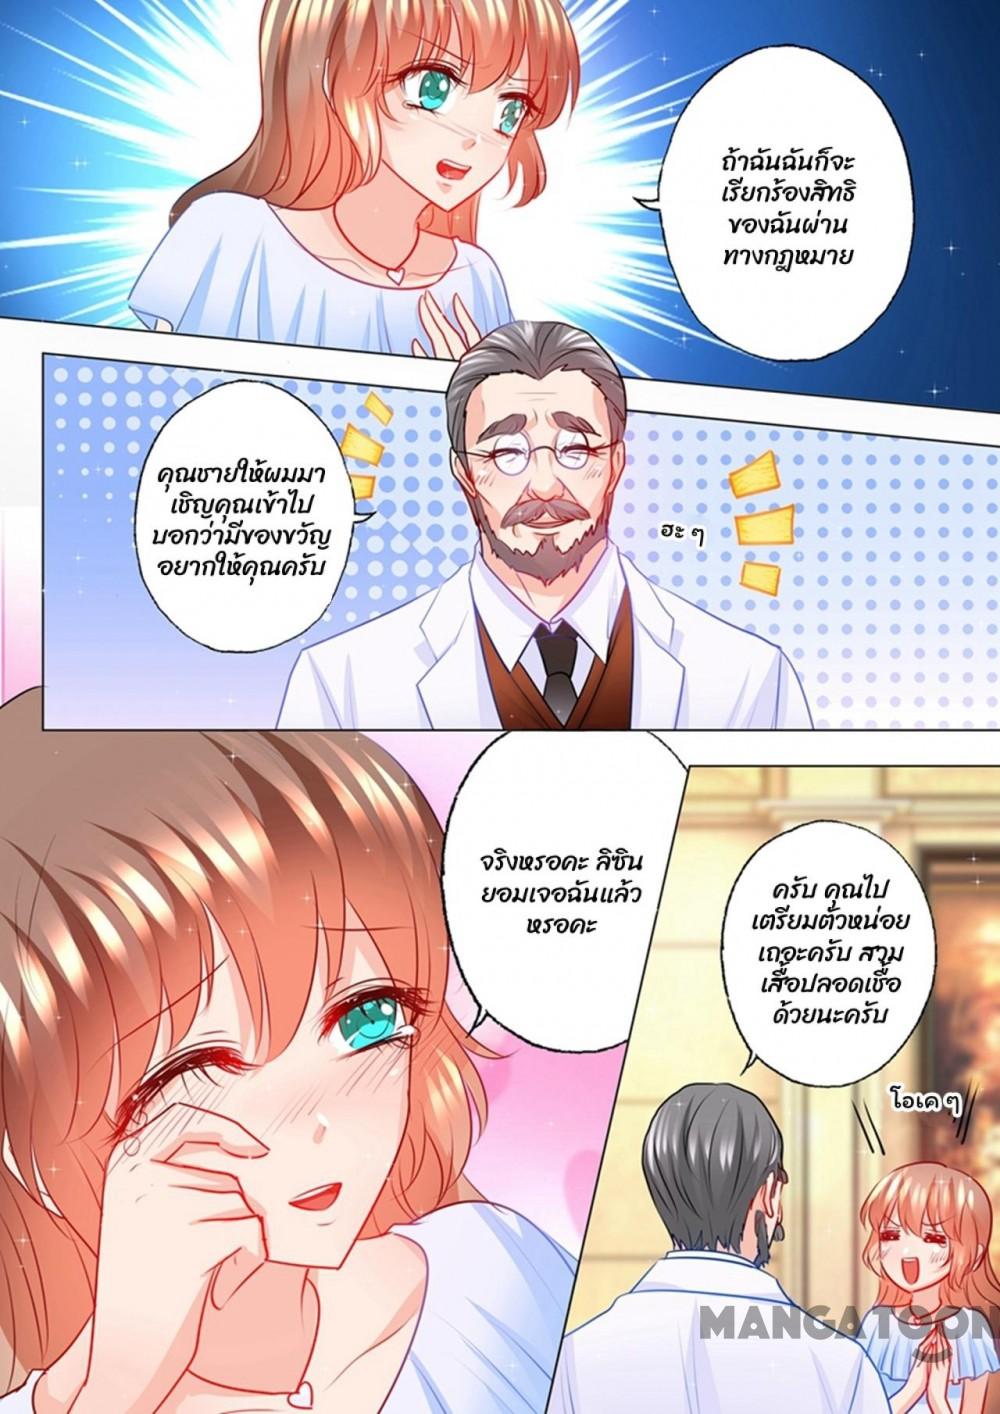 ถ้าฉันฉันก็จะ
เรียกร้องสิทธิ
ของฉันผ่าน
ทางกฎหมาย
คุณชายให้ผมมา
เชิญคุณเข้าไป
บอกว่ามีของขวัญ
อยากให้คุณครับ
ฮะ ๆ
จริงหรอคะ ลิซิน
ยอมเจอฉันแล้ว
หรอคะ
ครับ คุณไป
เตรียมตัวหน่อย
เถอะครับ สวม
เสื้อปลอดเชื้อ
ด้วยนะครับ
โอเค ๆ
MANGATOON